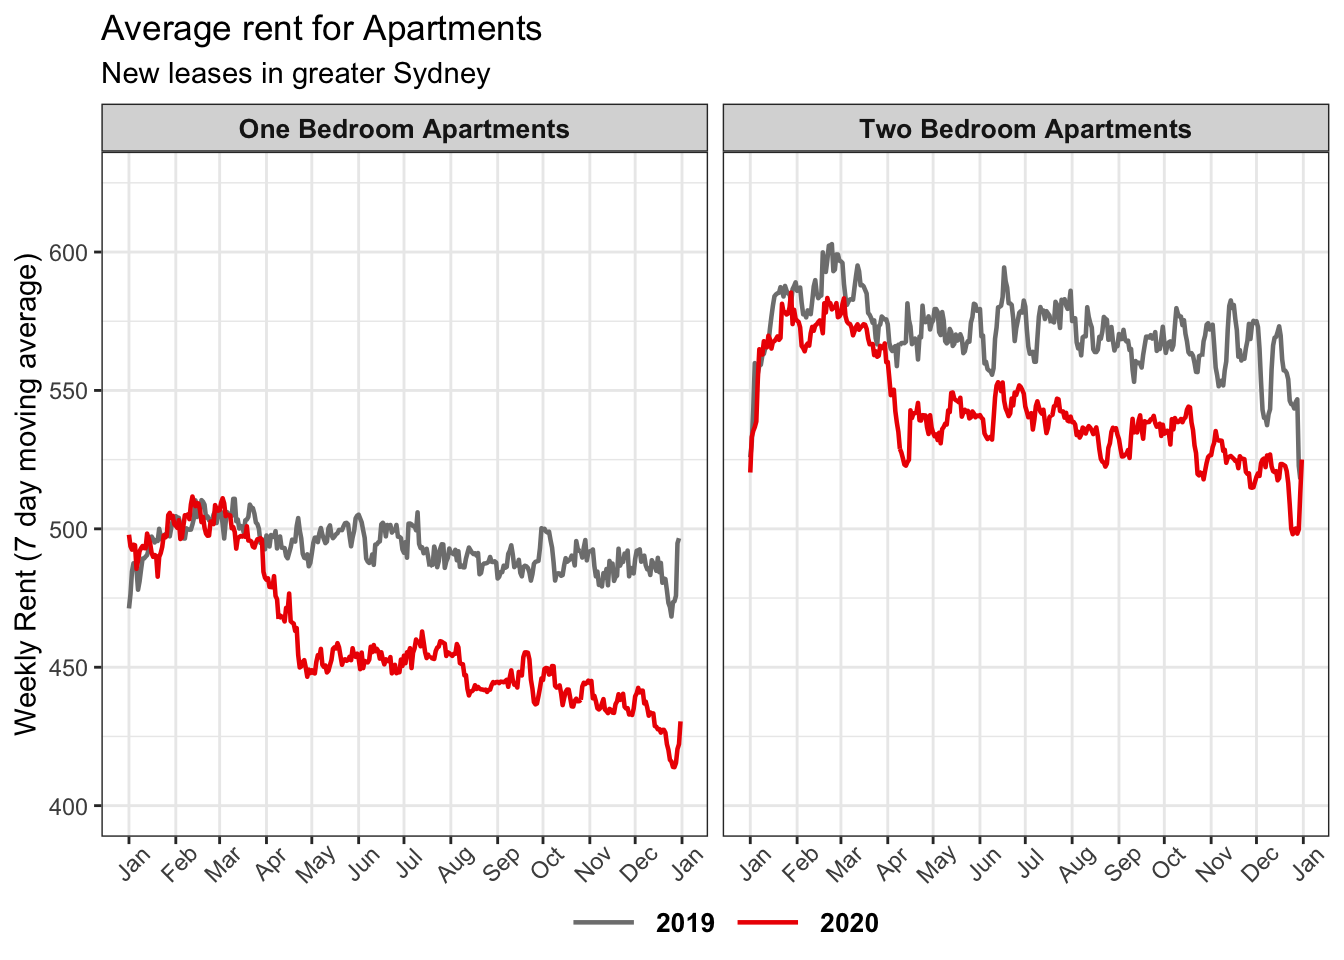 Average rent for Apartments
New leases in greater Sydney
One Bedroom Apartments
Two Bedroom Apartments
Weekly Rent (7 day moving average)
600
550
500
450
400
Jan Feb Mar Apr May Jun Jul Aug Sep Oct Nov Dec Jan
Jan Feb Mar Apr May Jun Jul Aug Sep Oct Nov Dec Jan
2019 2020